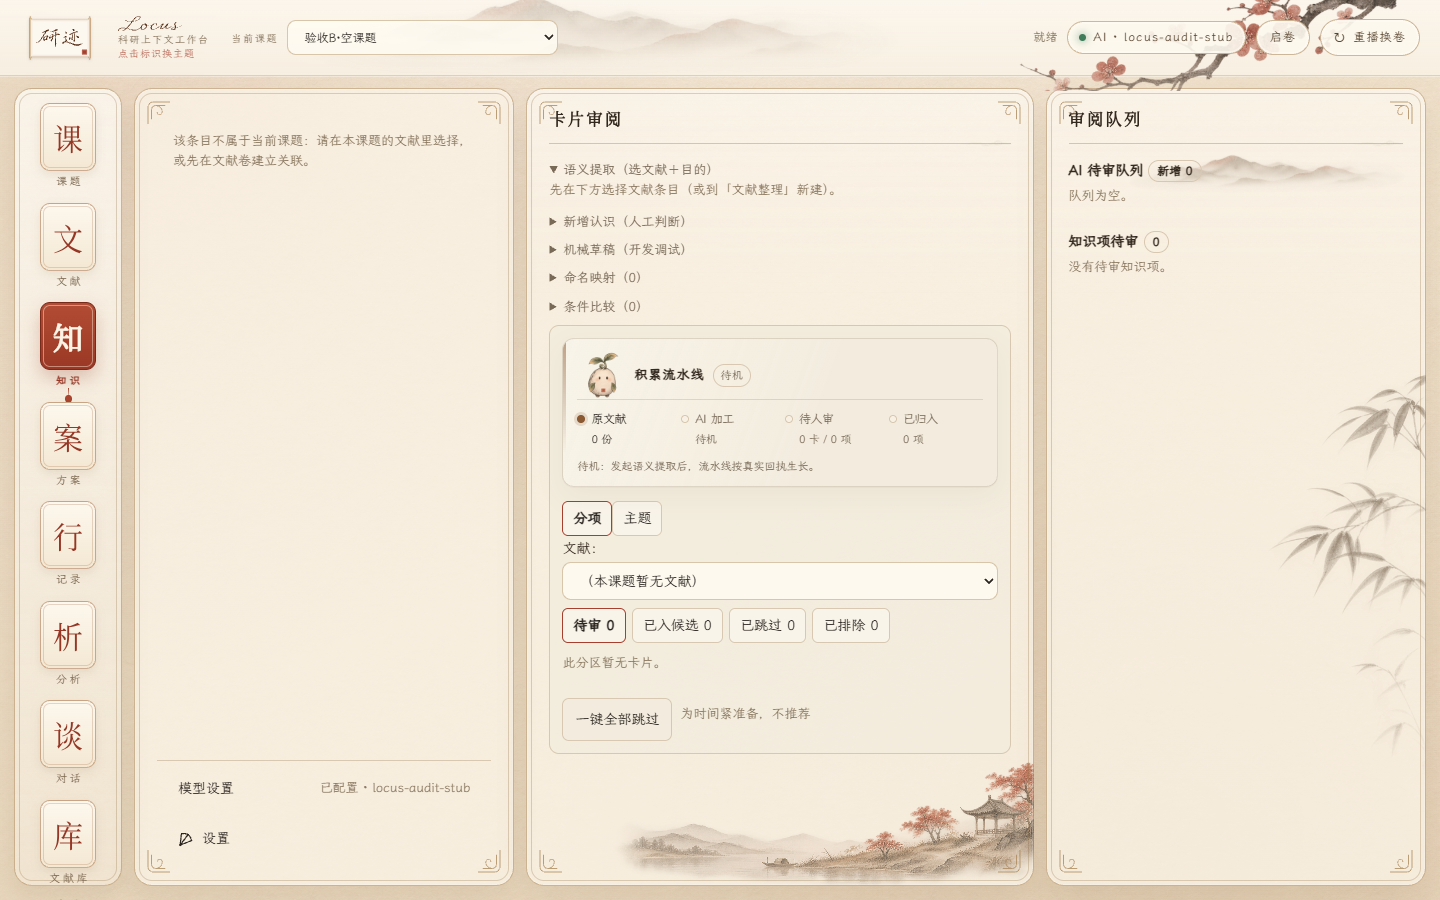 研迹
Locus
科研上下文工作台
点击标识换主题
当前课题
验收B·空课题
就绪
AI · locus-audit-stub
启卷
↻ 重播换卷
课
课题
文
文献
知
知识
案
方案
行
记录
析
分析
谈
对话
库
文献库
该条目不属于当前课题：请在本课题的文献里选择，
或先在文献卷建立关联。
模型设置
已配置 · locus-audit-stub
设置
卡片审阅
▼ 语义提取（选文献＋目的）
先在下方选择文献条目（或到「文献整理」新建）。
▶ 新增认识（人工判断）
▶ 机械草稿（开发调试）
▶ 命名映射（0）
▶ 条件比较（0）
积累流水线 待机
原文献
0 份
AI 加工
待机
待人审
0 卡 / 0 项
已归入
0 项
待机：发起语义提取后，流水线按真实回执生长。
分项 主题
文献：
（本课题暂无文献）
待审 0 已入候选 0 已跳过 0 已排除 0
此分区暂无卡片。
一键全部跳过 为时间紧准备，不推荐
审阅队列
AI 待审队列 新增 0
队列为空。
知识项待审 0
没有待审知识项。